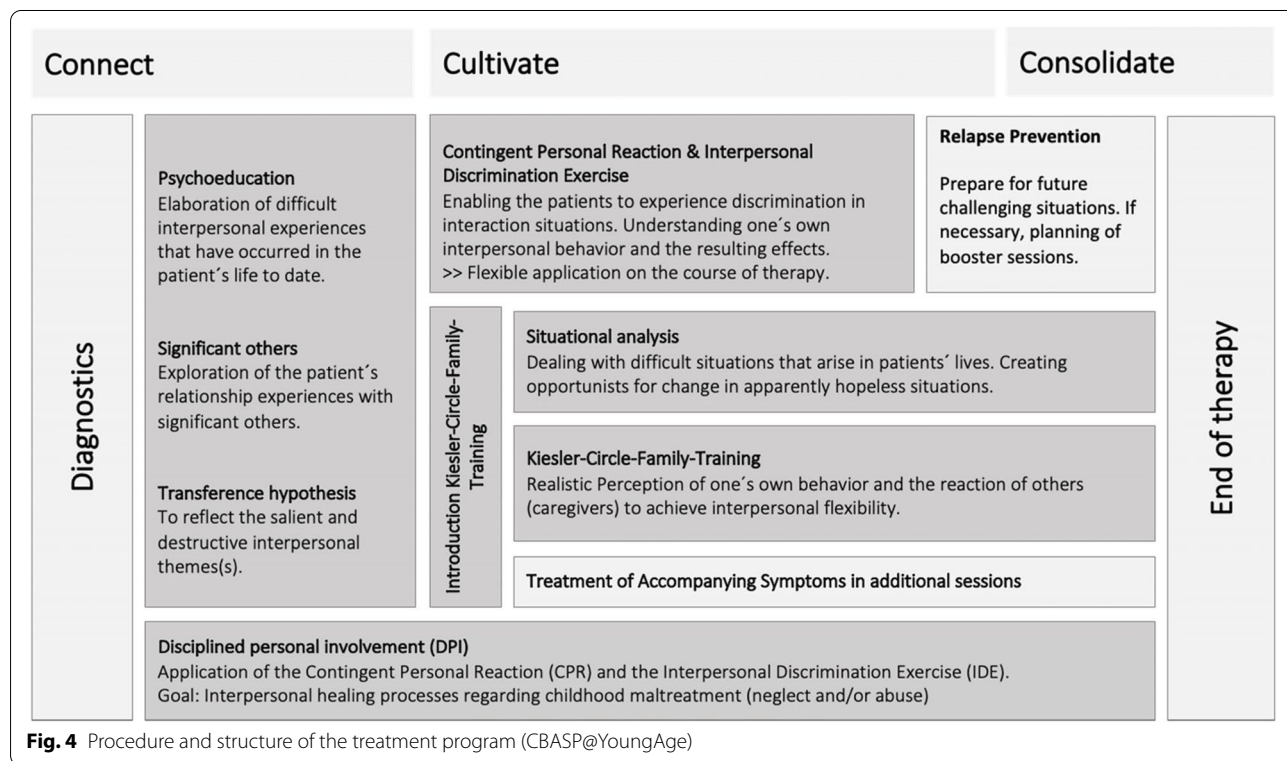 Connect
Cultivate
Consolidate
Diagnostics
Psychoeducation
Elaboration of difficult
interpersonal experiences
that have occurred in the
patient´s life to date.
Significant others
Exploration of the patient´s
relationship experiences with
significant others.
Transference hypothesis
To reflect the salient and
destructive interpersonal
themes(s).
Contingent Personal Reaction & Interpersonal
Discrimination Exercise
Enabling the patients to experience discrimination in
interaction situations. Understanding one´s own
interpersonal behavior and the resulting effects.
>> Flexible application on the course of therapy.
Relapse Prevention
Prepare for future
challenging situations. If
necessary, planning of
booster sessions.
Introduction Kiesler-Circle-Family-
Training
Situational analysis
Dealing with difficult situations that arise in patients´ lives. Creating
opportunists for change in apparently hopeless situations.
Kiesler-Circle-Family-Training
Realistic Perception of one´s own behavior and the reaction of others
(caregivers) to achieve interpersonal flexibility.
Treatment of Accompanying Symptoms in additional sessions
Disciplined personal involvement (DPI)
Application of the Contingent Personal Reaction (CPR) and the Interpersonal Discrimination Exercise (IDE).
Goal: Interpersonal healing processes regarding childhood maltreatment (neglect and/or abuse)
End of therapy
Fig. 4 Procedure and structure of the treatment program (CBASP@YoungAge)